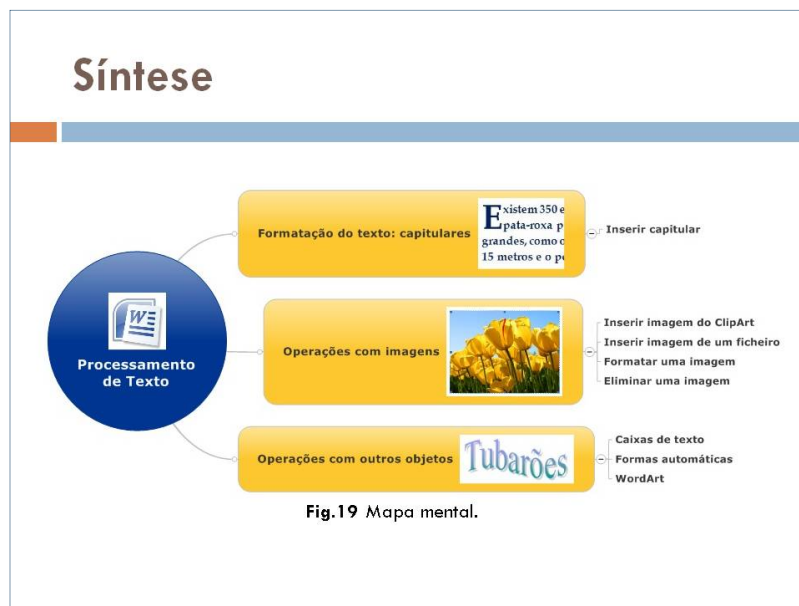 Síntese
Formatação do texto: capitulares
Existem 350 e
pata-roxa p
grandes, como o
15 metros e o p
Inserir capitular
W
Processamento
de Texto
Operações com imagens
Inserir imagem do ClipArt
Inserir imagem de um ficheiro
Formatar uma imagem
Eliminar uma imagem
Operações com outros objetos
Tubarões
Caixas de texto
Formas automáticas
WordArt
Fig.19 Mapa mental.